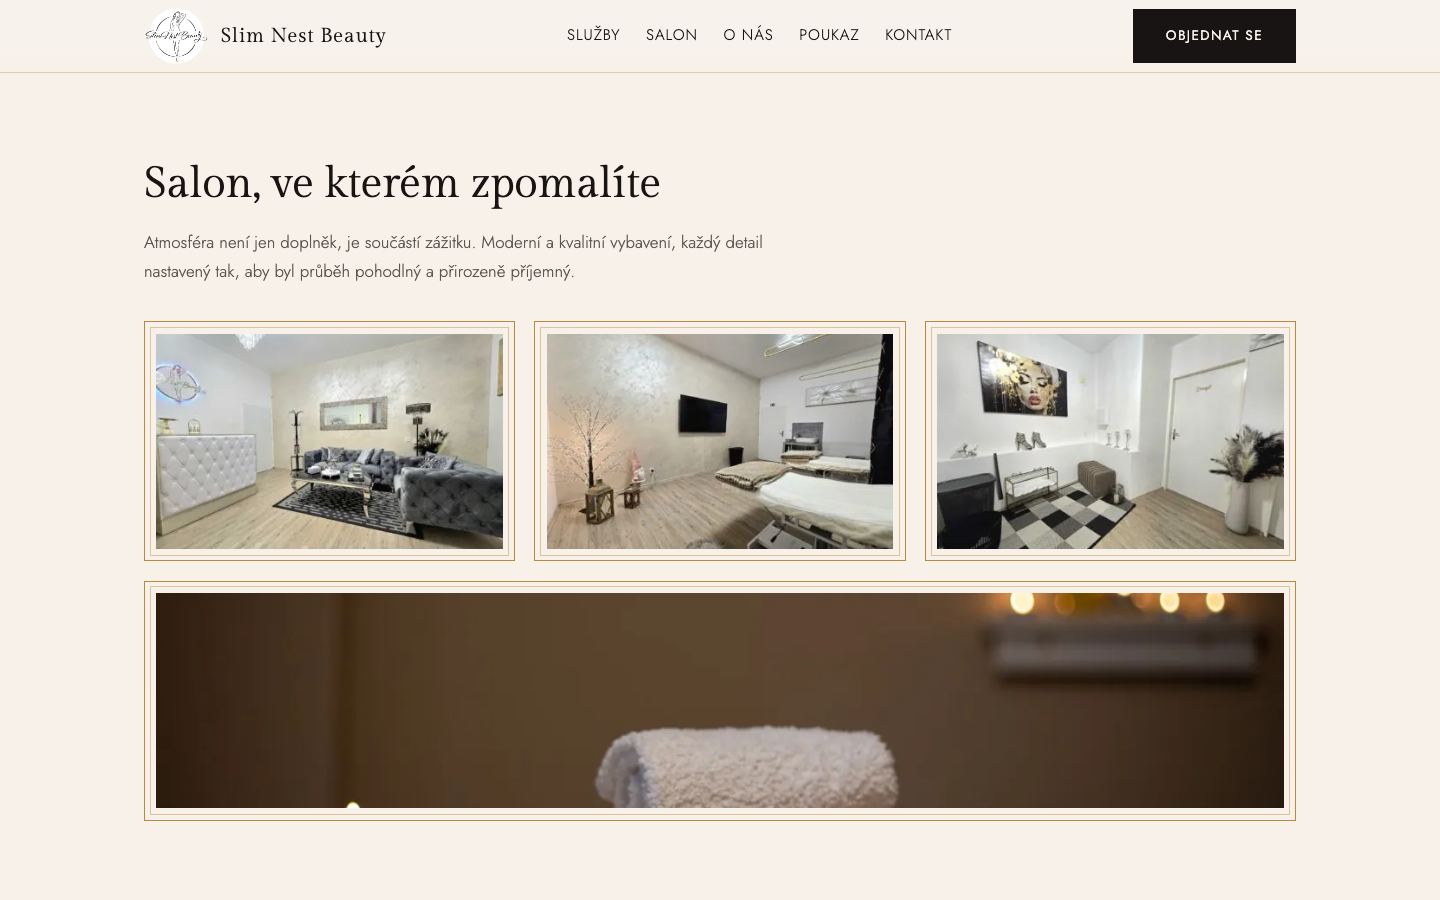 Slim Nest Beauty
SLUŽBY
SALON
O NÁS
POUKAZ
KONTAKT
OBJEDNAT SE
Salon, ve kterém zpomalíte
Atmosféra není jen doplněk, je součástí zážitku. Moderní a kvalitní vybavení, každý detail
nastavený tak, aby byl průběh pohodlný a přirozeně příjemný.